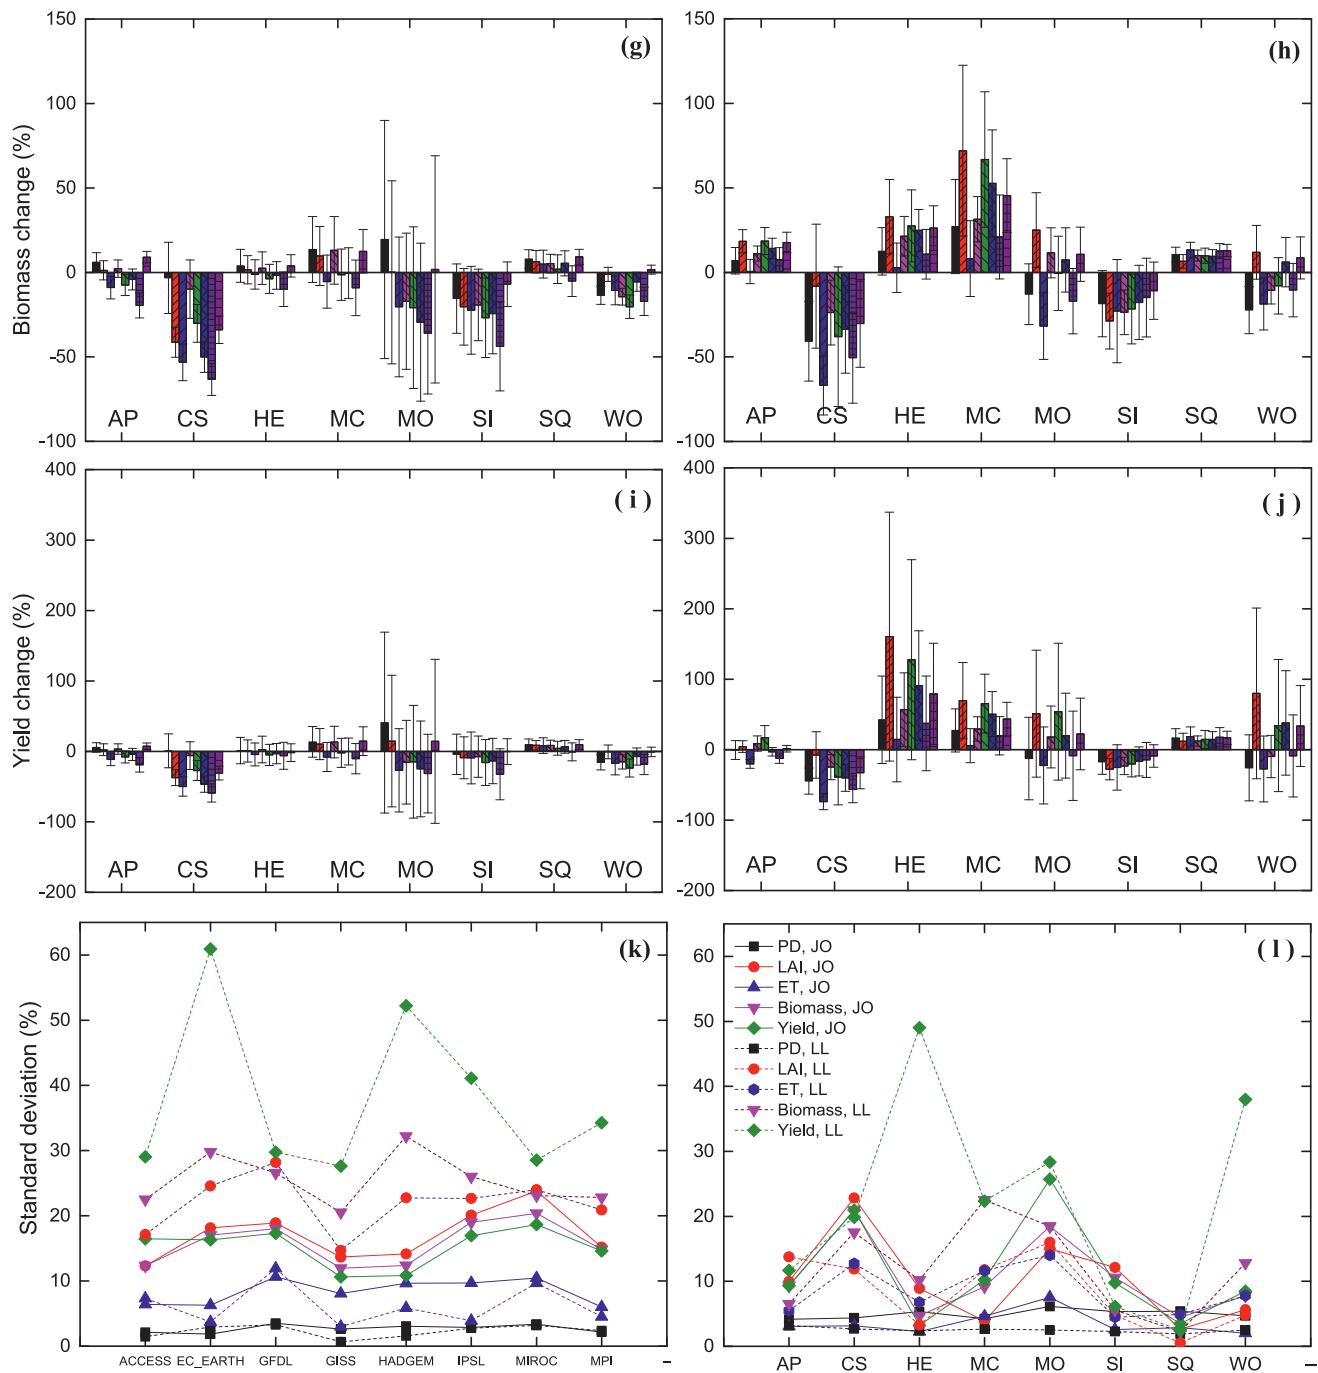 150
100
50
0
-50
-100
Biomass change (%)
(g)
AP CS HE MC MO SI SQ WO
150
100
50
0
-50
-100
(h)
AP CS HE MC MO SI SQ WO
400
300
200
100
0
-100
-200
Yield change (%)
(i)
AP CS HE MC MO SI SQ WO
400
300
200
100
0
-100
-200
(j)
AP CS HE MC MO SI SQ WO
60
50
40
30
20
10
0
Standard deviation (%)
(k)
ACCESS EC_EARTH GFDL GISS HADGEM IPSL MIROC MPI –
60
50
40
30
20
10
0
(l)
PD, JO
LAI, JO
ET, JO
Biomass, JO
Yield, JO
PD, LL
LAI, LL
ET, LL
Biomass, LL
Yield, LL
AP CS HE MC MO SI SQ WO –